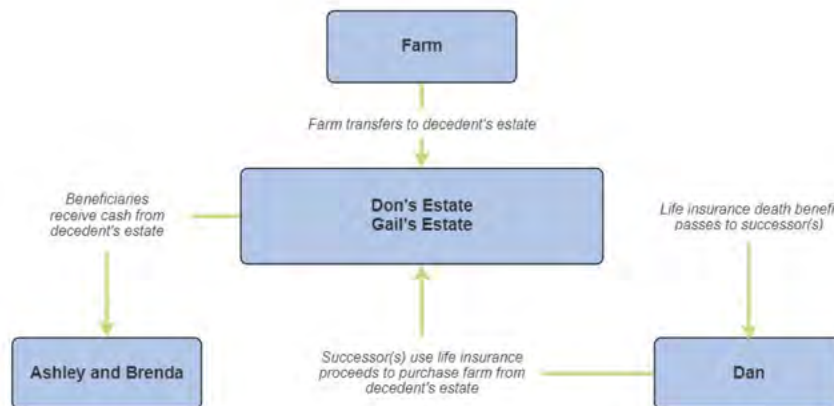 Farm
Farm transfers to decedent's estate
Don's Estate
Gail's Estate
Beneficiaries
receive cash from
decedent's estate
Life insurance death benefi
passes to successor(s)
Ashley and Brenda
Successor(s) use life insurance
proceeds to purchase farm from
decedent's estate
Dan